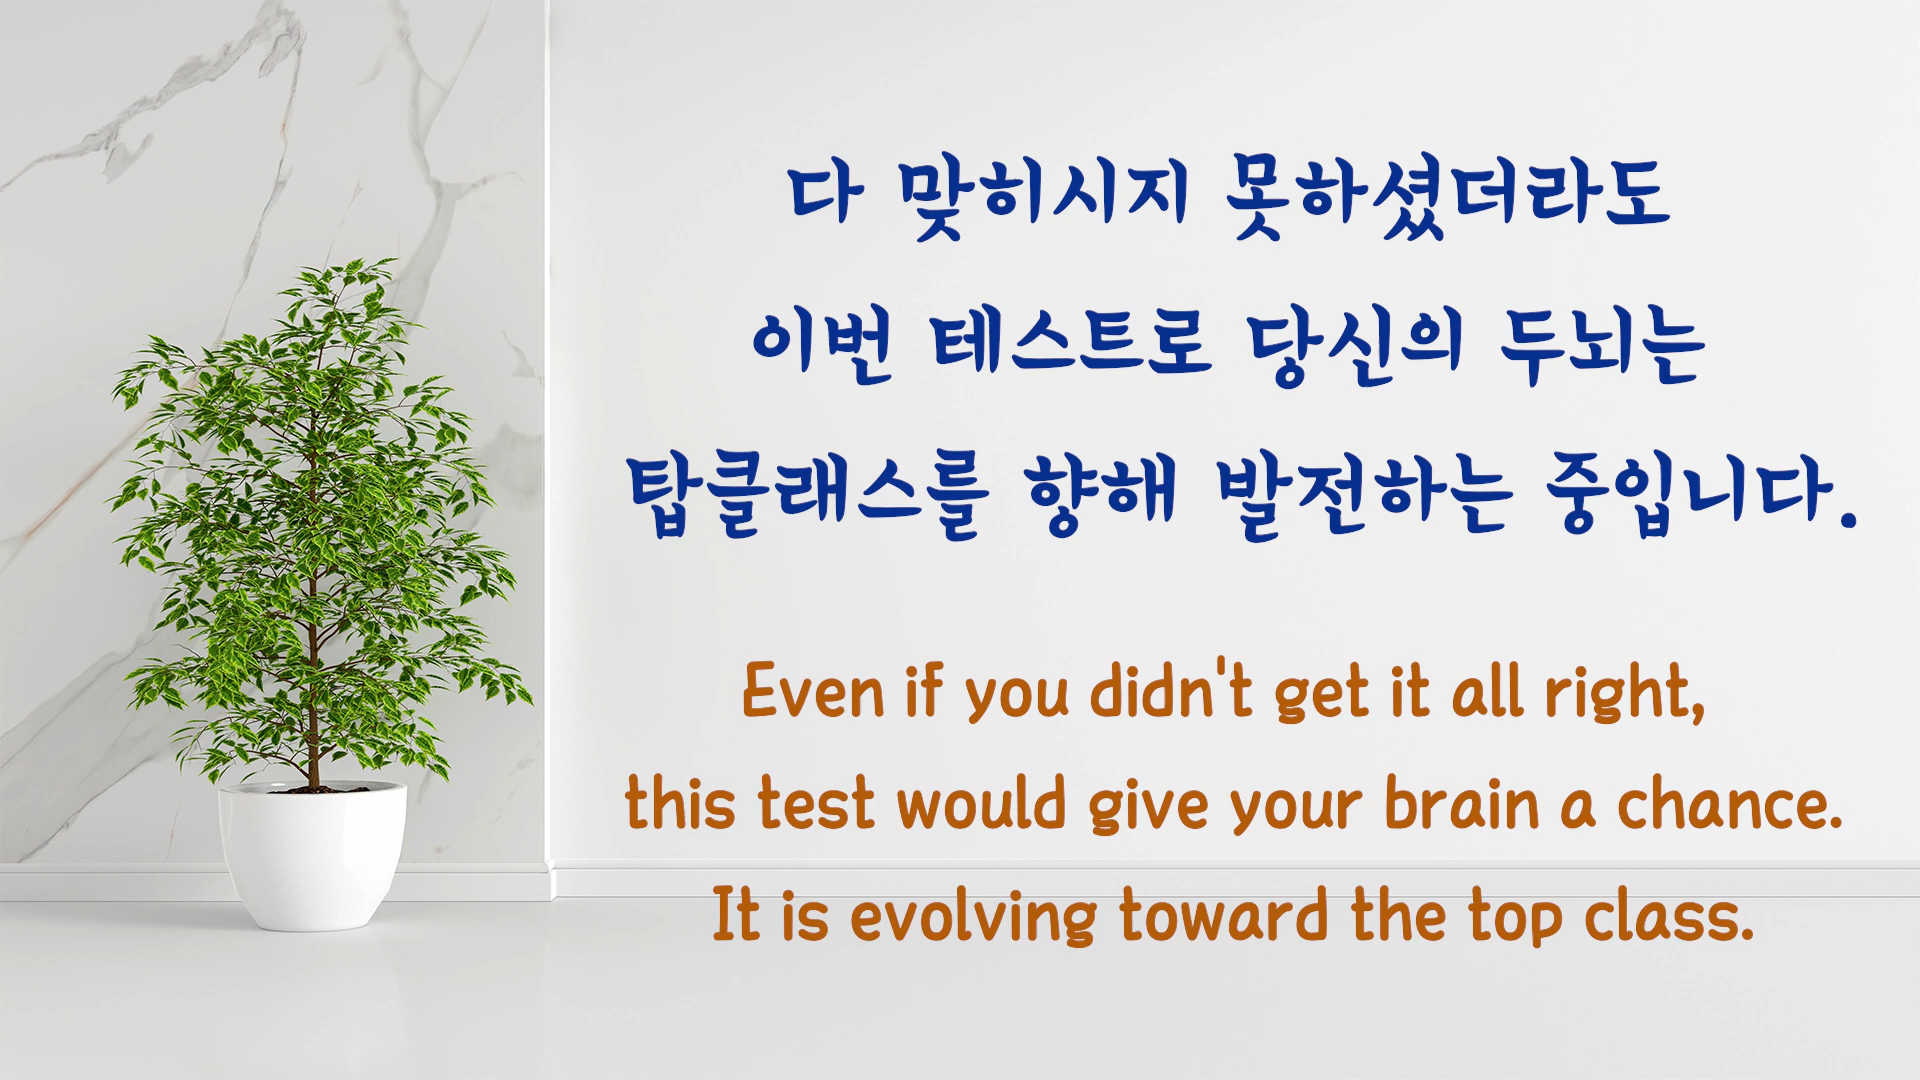 다 맞히시지 못하셨더라도
이번 테스트로 당신의 두뇌는
탑클래스를 향해 발전하는 중입니다.
Even if you didn't get it all right,
this test would give your brain a chance.
It is evolving toward the top class.